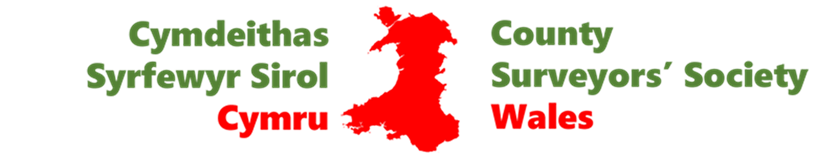 Cymdeithas
Syrfewyr Sirol
Cymru
County
Surveyors’ Society
Wales